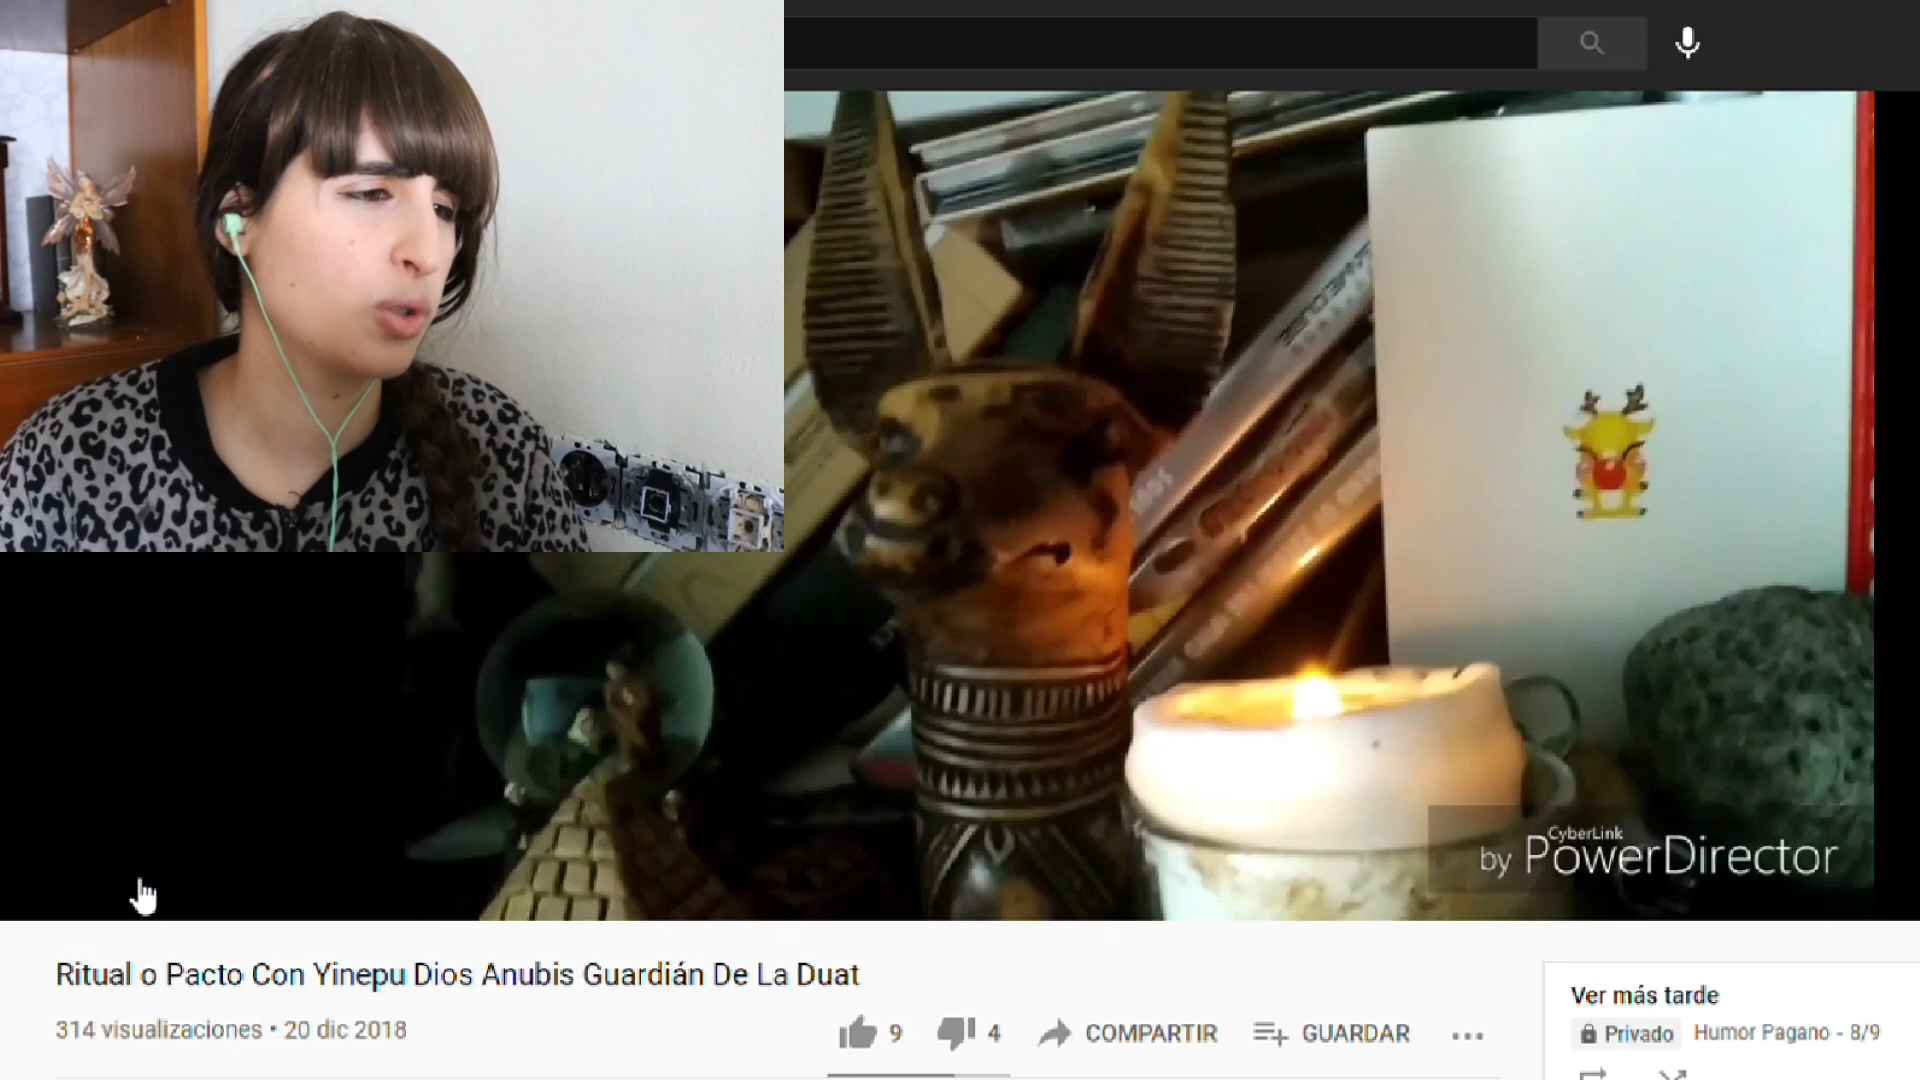 by CyberLink PowerDirector
Ritual o Pacto Con Yinepu Dios Anubis Guardián De La Duat
314 visualizaciones • 20 dic 2018
9
4
COMPARTIR
GUARDAR
Ver más tarde
Privado
Humor Pagano - 8/9